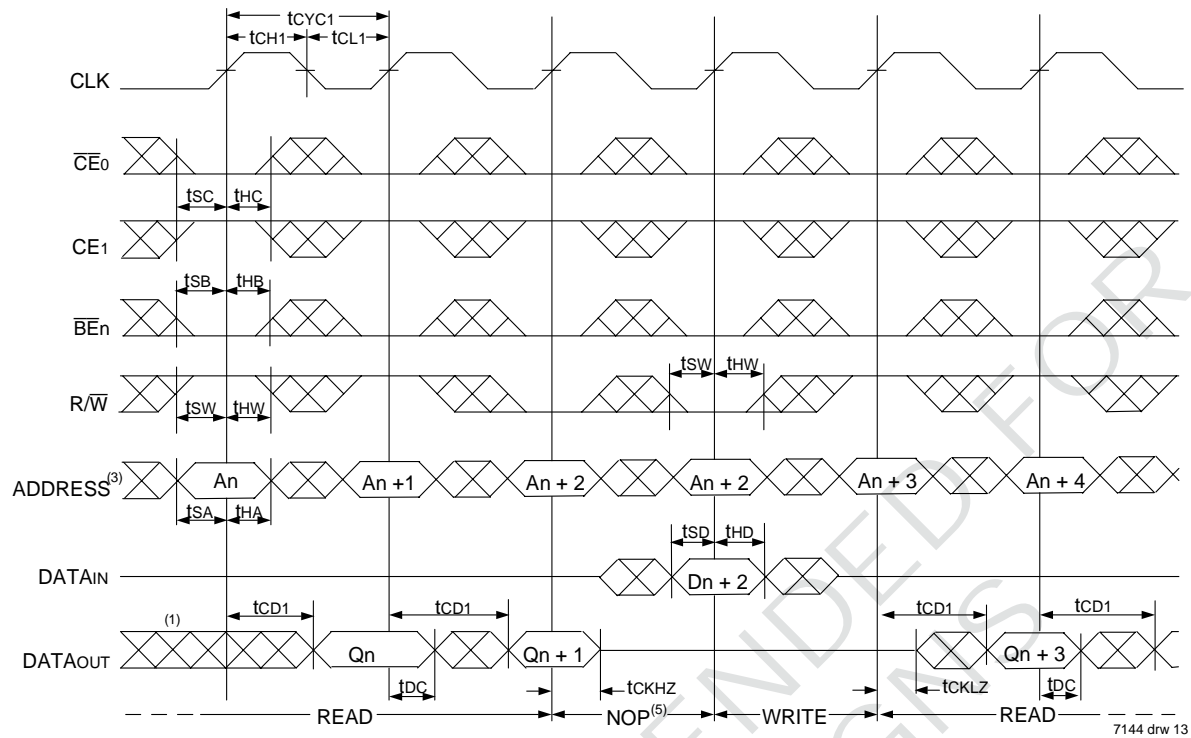 tCYC1
tCH1 tCL1
CLK
CE0
tSC tHC
CE1
tSB tHB
BEn
tSW tHW
R/W
tSW tHW
ADDRESS(3) An An +1 An + 2 An + 2 An + 3 An + 4
tSA tHA
tSD tHD
DATAIN Dn + 2
tCD1 tCD1 tCD1 tCD1
(1)
DATAOUT Qn Qn + 1 Qn + 3
tDC tCKHZ tCKLZ tDC
READ NOP(5) WRITE READ
7144 drw 13
ENDED FOR
IGNS